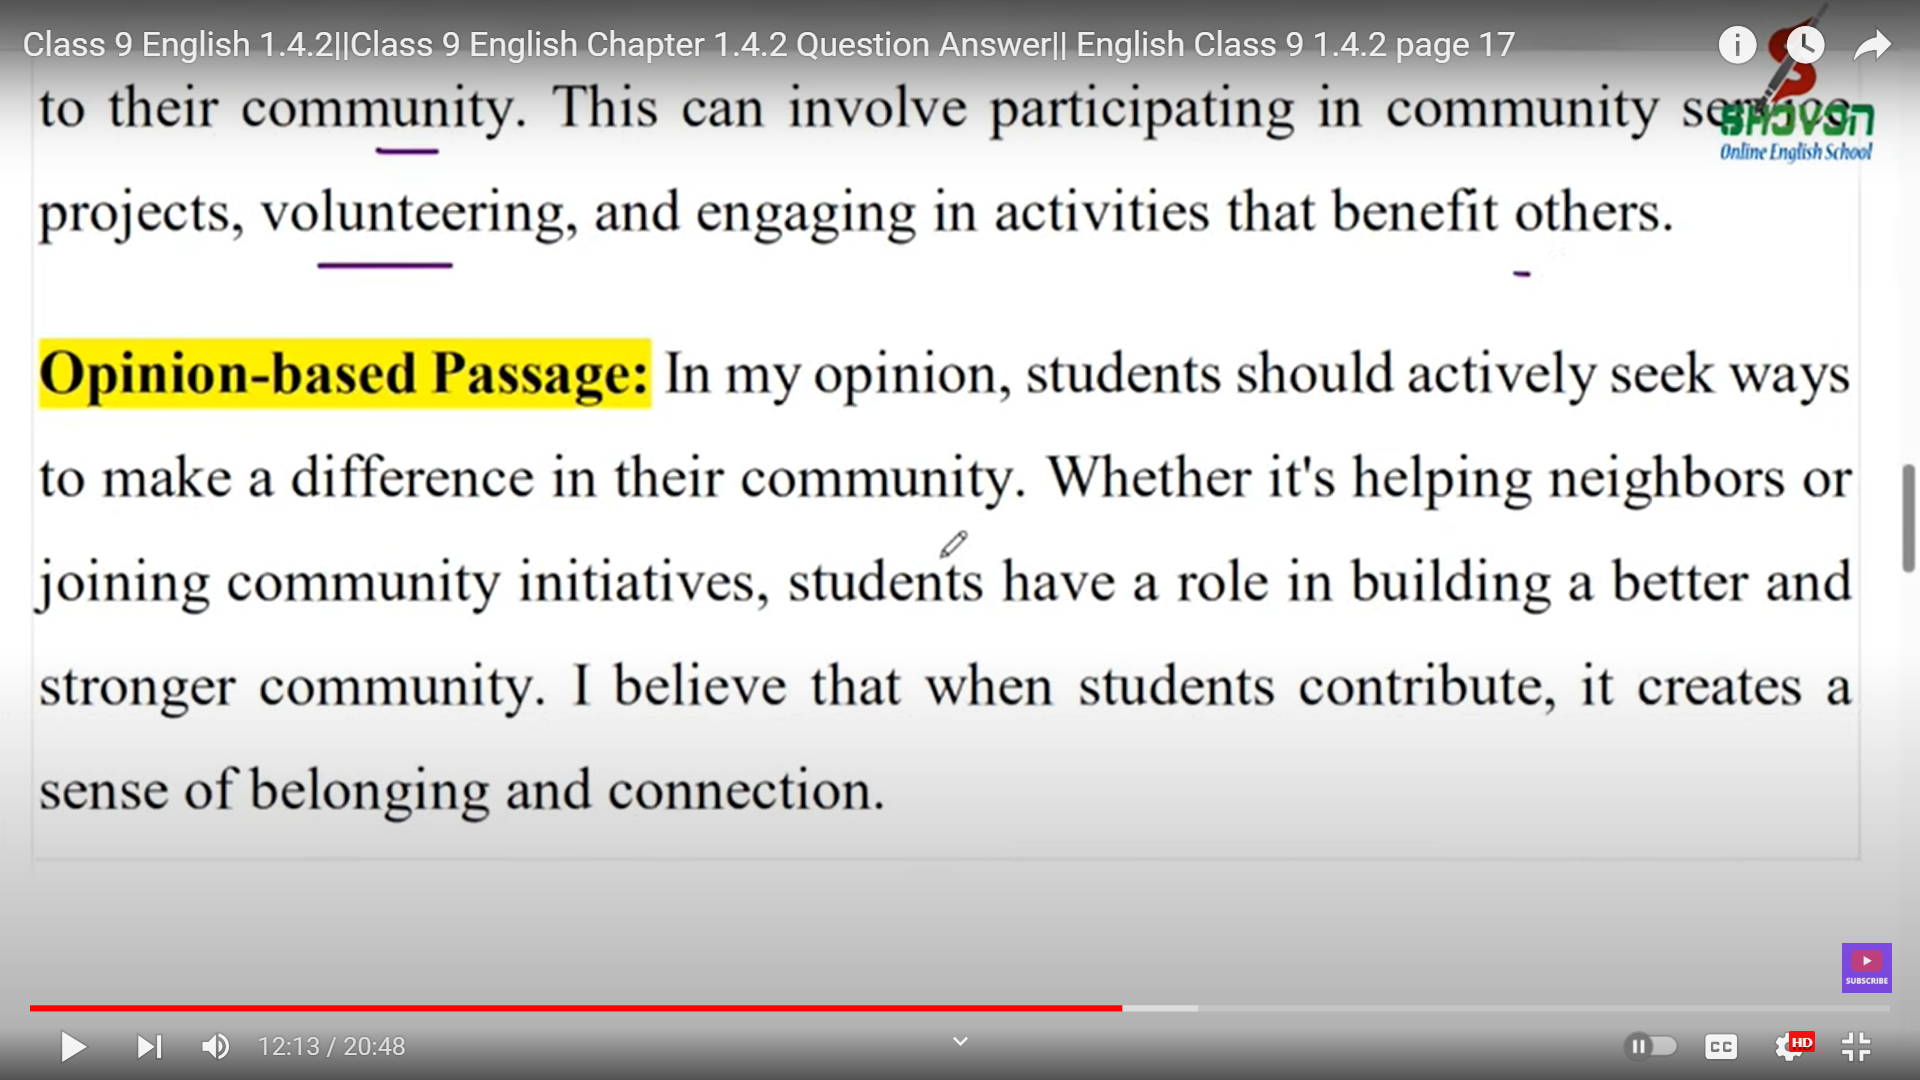 Class 9 English 1.4.2||Class 9 English Chapter 1.4.2 Question Answer|| English Class 9 1.4.2 page 17
to their community. This can involve participating in community service
SHOVON
Online English School
projects, volunteering, and engaging in activities that benefit others.
Opinion-based Passage: In my opinion, students should actively seek ways
to make a difference in their community. Whether it's helping neighbors or
joining community initiatives, students have a role in building a better and
stronger community. I believe that when students contribute, it creates a
sense of belonging and connection.
SUBSCRIBE
12:13 / 20:48
CC
HD